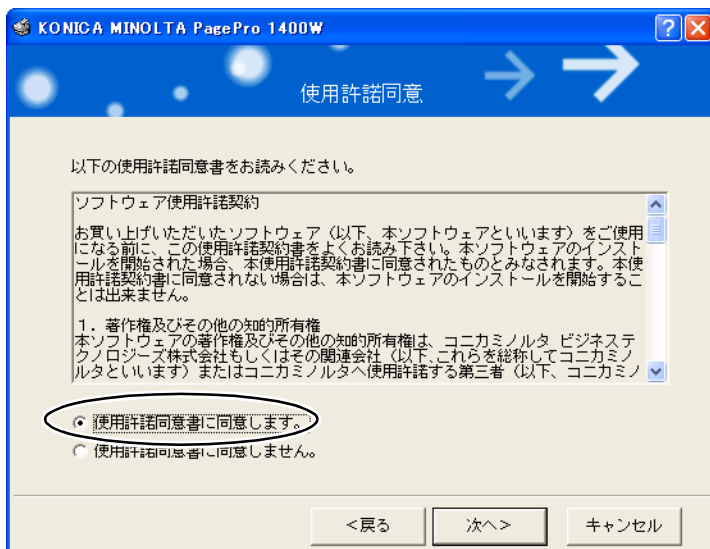 KONICA MINOLTA PagePro 1400W
使用許諾同意
以下の使用許諾同意書をお読みください。
ソフトウェア使用許諾契約
お買い上げいただいたソフトウェア（以下、本ソフトウェアといいます）をご使用
になる前に、この使用許諾契約書をよくお読み下さい。本ソフトウェアのインスト
ールを開始された場合、本使用許諾契約書に同意されたものとみなされます。本使
用許諾契約書に同意されない場合は、本ソフトウェアのインストールを開始するこ
とは出来ません。
１．著作権及びその他の知的所有権
本ソフトウェアの著作権及びその他の知的所有権は、コニカミノルタ ビジネステ
クノロジーズ株式会社もしくはその関連会社（以下、これらを総称してコニカミノ
ルタといいます）またはコニカミノルタへ使用許諾する第三者（以下、コニカミノ
使用許諾同意書に同意します。
使用許諾同意書に同意しません。
<戻る
次へ>
キャンセル